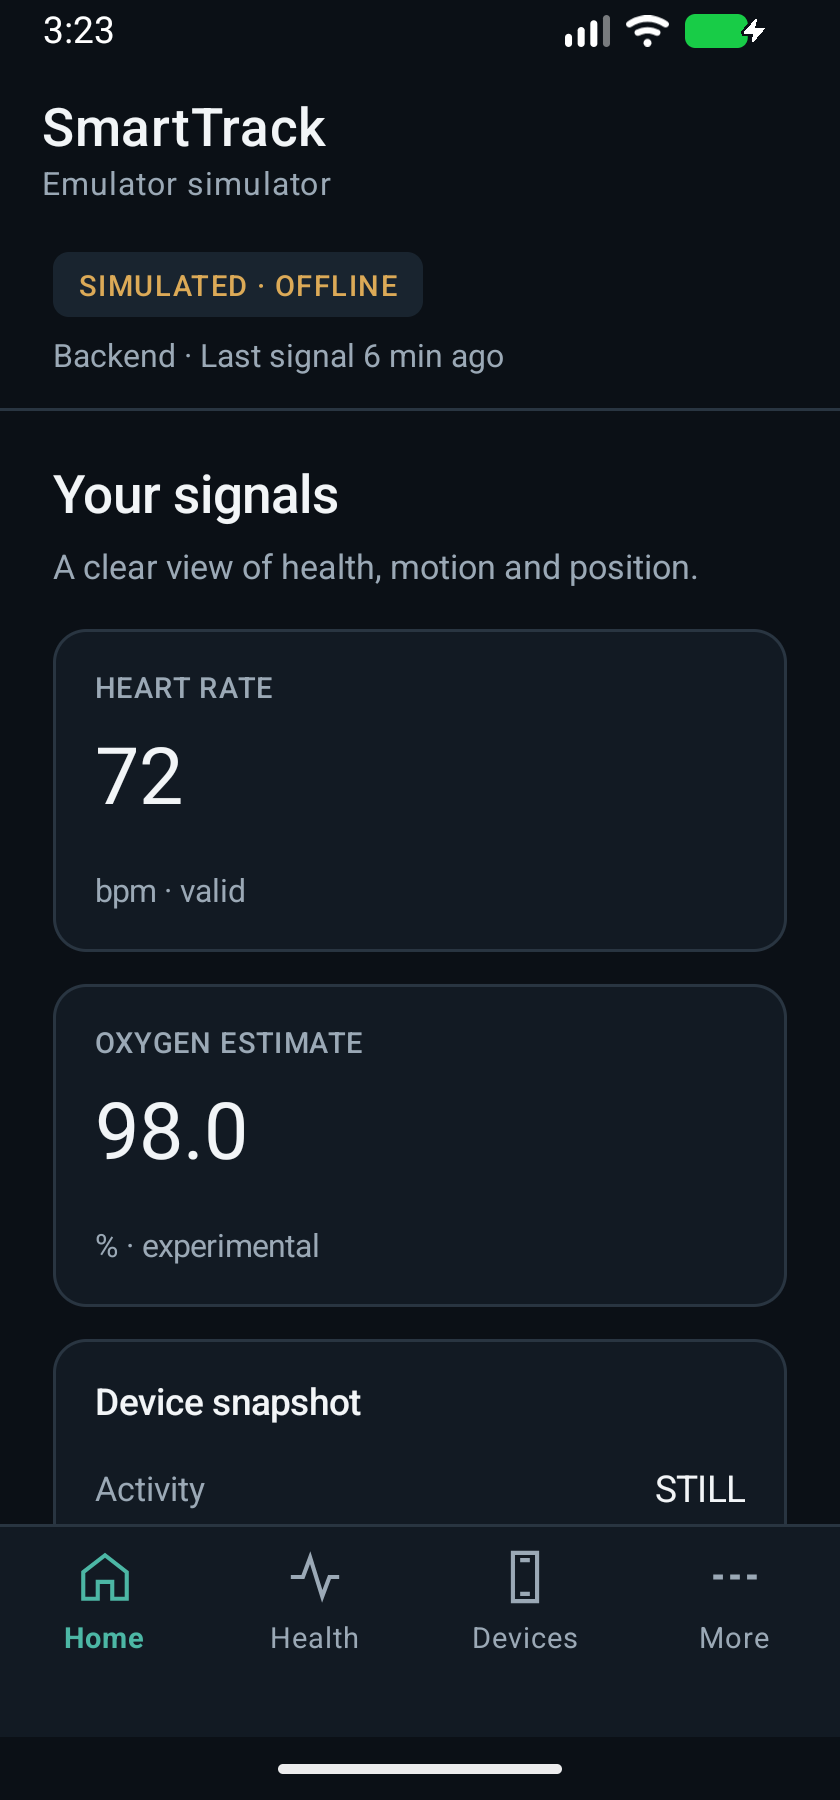 3:23
SmartTrack
Emulator simulator
SIMULATED · OFFLINE
Backend · Last signal 6 min ago
Your signals
A clear view of health, motion and position.
HEART RATE
72
bpm · valid
OXYGEN ESTIMATE
98.0
% · experimental
Device snapshot
Activity STILL
Home Health Devices More